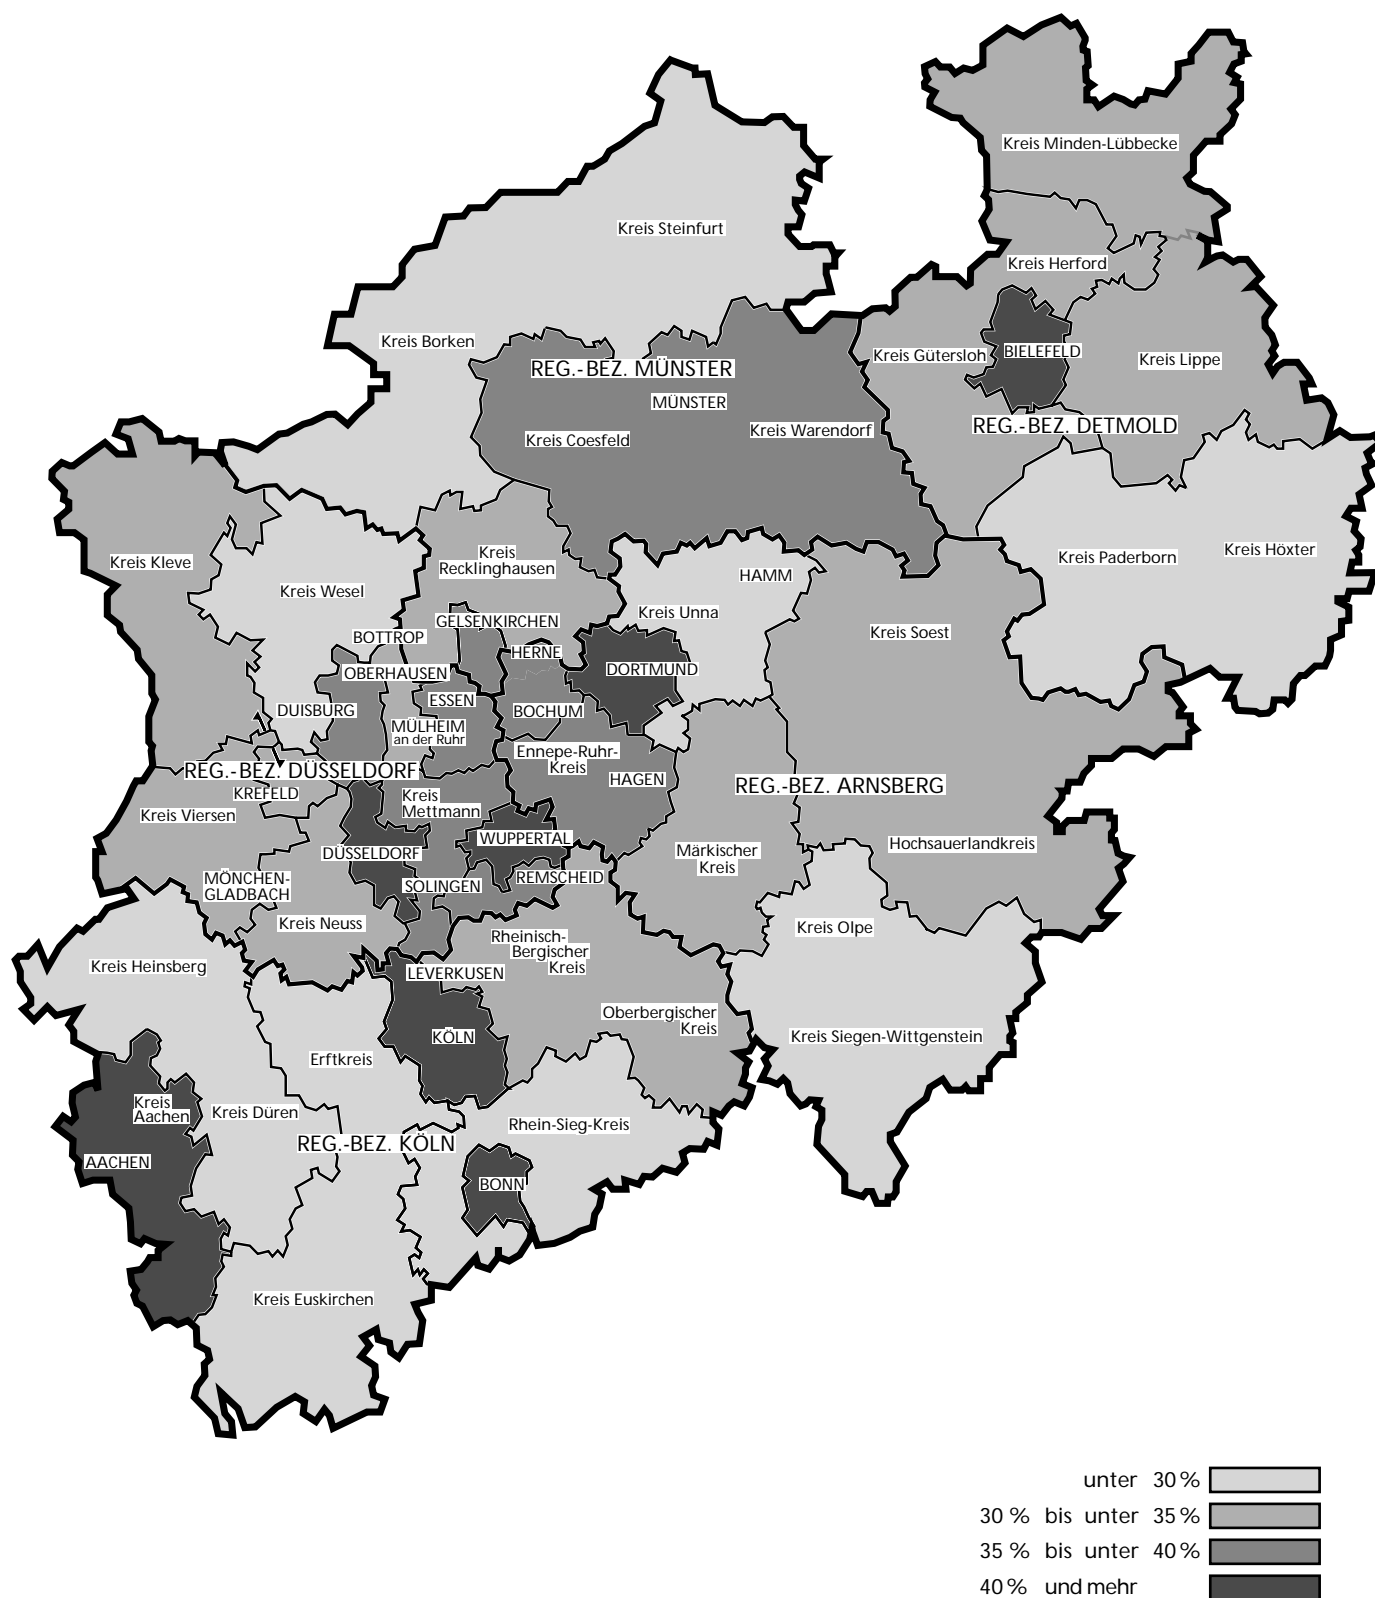 Kreis Minden-Lübbecke
Kreis Steinfurt
Kreis Herford
Kreis Borken
BIELEFELD
Kreis Gütersloh
Kreis Lippe
REG.-BEZ. MÜNSTER
MÜNSTER
REG.-BEZ. DETMOLD
Kreis Warendorf
Kreis Coesfeld
Kreis Höxter
Kreis Paderborn
Kreis
Recklinghausen
Kreis Kleve
HAMM
Kreis Wesel
Kreis Unna
GELSENKIRCHEN
Kreis Soest
BOTTROP
HERNE
DORTMUND
OBERHAUSEN
ESSEN
DUISBURG
BOCHUM
MÜLHEIM
an der Ruhr
Ennepe-Ruhr-
Kreis
REG.-BEZ. DÜSSELDORF
HAGEN
REG.-BEZ. ARNSBERG
KREFELD
Kreis
Mettmann
Kreis Viersen
WUPPERTAL
Hochsauerlandkreis
DÜSSELDORF
Märkischer
Kreis
MÖNCHEN-
GLADBACH
SOLINGEN
REMSCHEID
Kreis Neuss
Kreis Olpe
Rheinisch-
Bergischer
Kreis
Kreis Heinsberg
LEVERKUSEN
Oberbergischer
Kreis
KÖLN
Kreis Siegen-Wittgenstein
Erftkreis
Kreis
Aachen
Kreis Düren
Rhein-Sieg-Kreis
REG.-BEZ. KÖLN
AACHEN
BONN
Kreis Euskirchen
unter 30 %
30 % bis unter 35 %
35 % bis unter 40 %
40 % und mehr